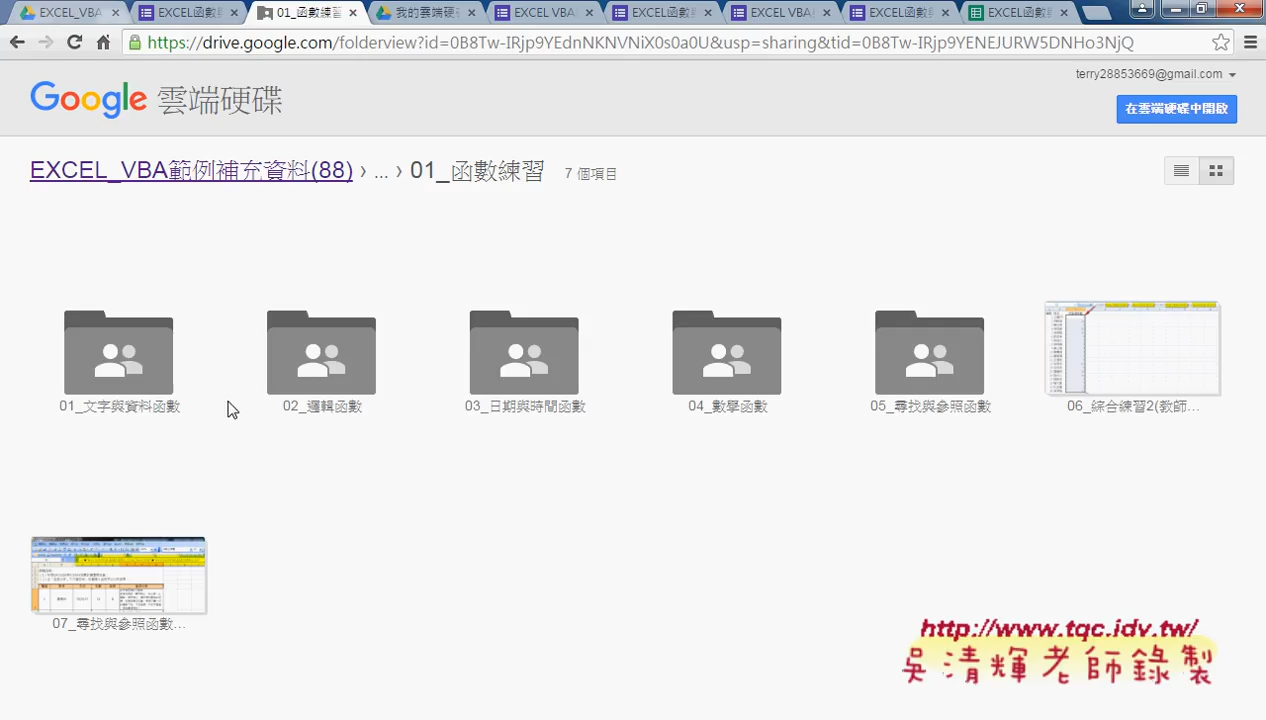 EXCEL_VBA
EXCEL函數
01_函數練習
我的雲端硬
EXCEL VBA
EXCEL函數
EXCEL VBA
EXCEL函數
EXCEL函數
https://drive.google.com/folderview?id=0B8Tw-IRjp9YEdnNKNVNiX0s0a0U&usp=sharing&tid=0B8Tw-IRjp9YENEJURW5DNHo3NjQ
terry28853669@gmail.com
Google 雲端硬碟
在雲端硬碟中開啟
EXCEL_VBA範例補充資料(88) › ... › 01_函數練習 7 個項目
01_文字與資料函數
02_邏輯函數
03_日期與時間函數
04_數學函數
05_尋找與參照函數
06_綜合練習2(教師...
07_尋找與參照函數...
http://www.tqc.idv.tw/
吳清輝老師錄製